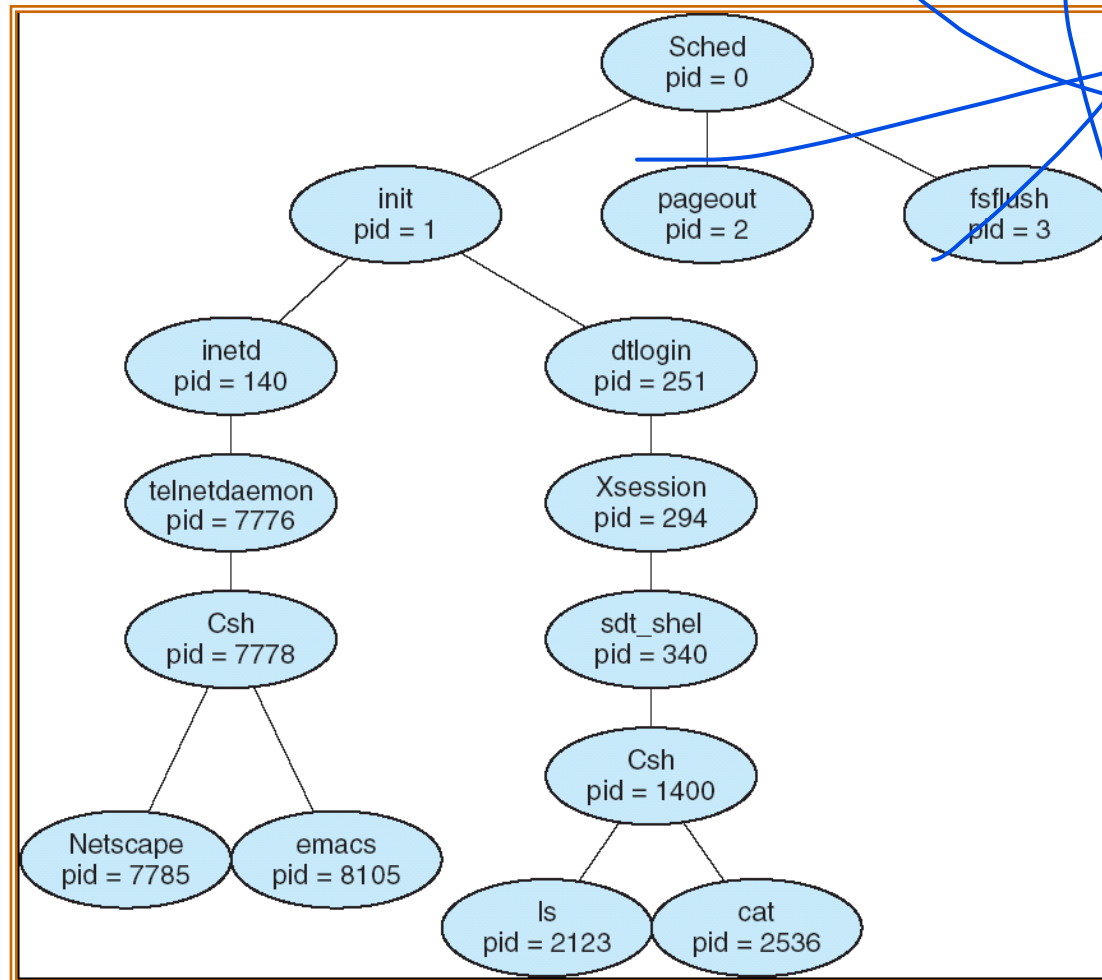 Sched
pid = 0
init
pid = 1
pageout
pid = 2
fsflush
pid = 3
inetd
pid = 140
dtlogin
pid = 251
telnetdaemon
pid = 7776
Xsession
pid = 294
Csh
pid = 7778
sdt_shel
pid = 340
Csh
pid = 1400
Netscape
pid = 7785
emacs
pid = 8105
ls
pid = 2123
cat
pid = 2536